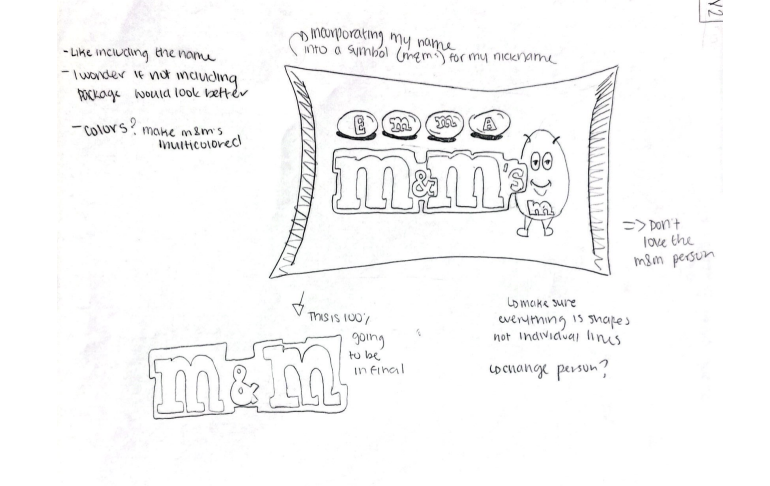 V2
Incorporating my name
into a symbol (m&m's) for my nickname
- Like including the name
- I wonder if not including
package would look better
- colors? make m&m's
multicolored
E m m A
m&m's
m
=> Don't
love the
m&m person
This is 100%
going
to be
in final
m & m
make sure
everything is shapes
not individual lines
change person?